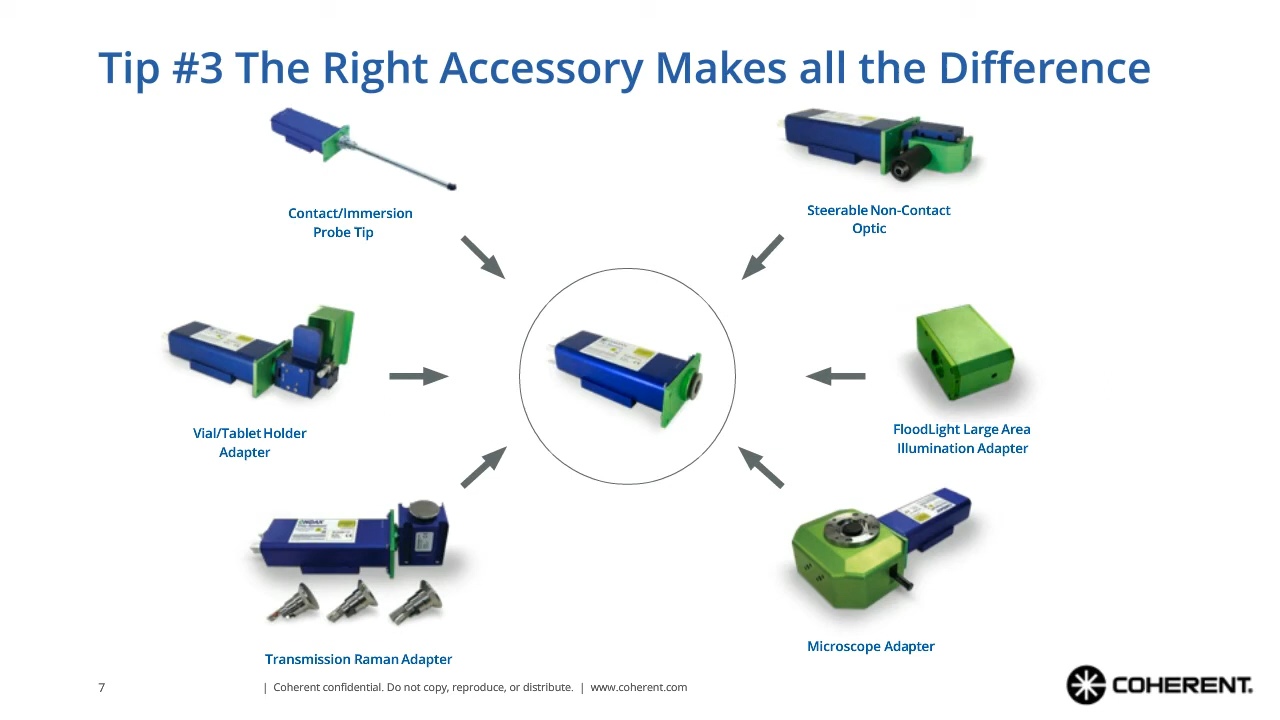 Tip #3 The Right Accessory Makes all the Difference
Contact/Immersion
Probe Tip
Steerable Non-Contact
Optic
Vial/Tablet Holder
Adapter
FloodLight Large Area
Illumination Adapter
ONDAX
Transmission Raman Adapter
Microscope Adapter
7
| Coherent confidential. Do not copy, reproduce, or distribute. | www.coherent.com
COHERENT.